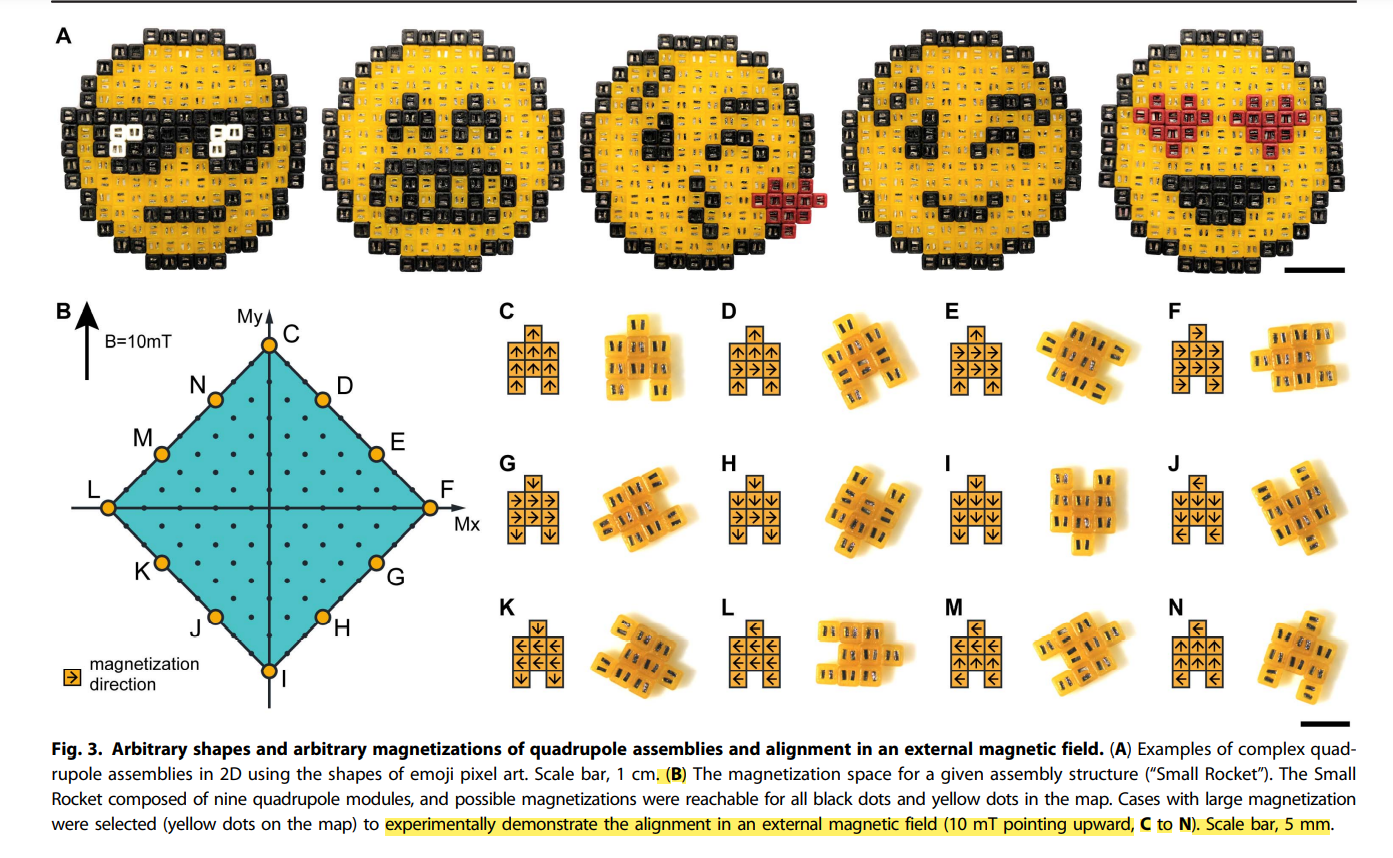 A
B
B=10mT
My
C
N
D
M
E
L
F
Mx
K
G
J
H
I
magnetization
direction
C
D
E
F
G
H
I
J
K
L
M
N
Fig. 3. Arbitrary shapes and arbitrary magnetizations of quadrupole assemblies and alignment in an external magnetic field. (A) Examples of complex quad-
rupole assemblies in 2D using the shapes of emoji pixel art. Scale bar, 1 cm. (B) The magnetization space for a given assembly structure (“Small Rocket”). The Small
Rocket composed of nine quadrupole modules, and possible magnetizations were reachable for all black dots and yellow dots in the map. Cases with large magnetization
were selected (yellow dots on the map) to experimentally demonstrate the alignment in an external magnetic field (10 mT pointing upward, C to N). Scale bar, 5 mm.